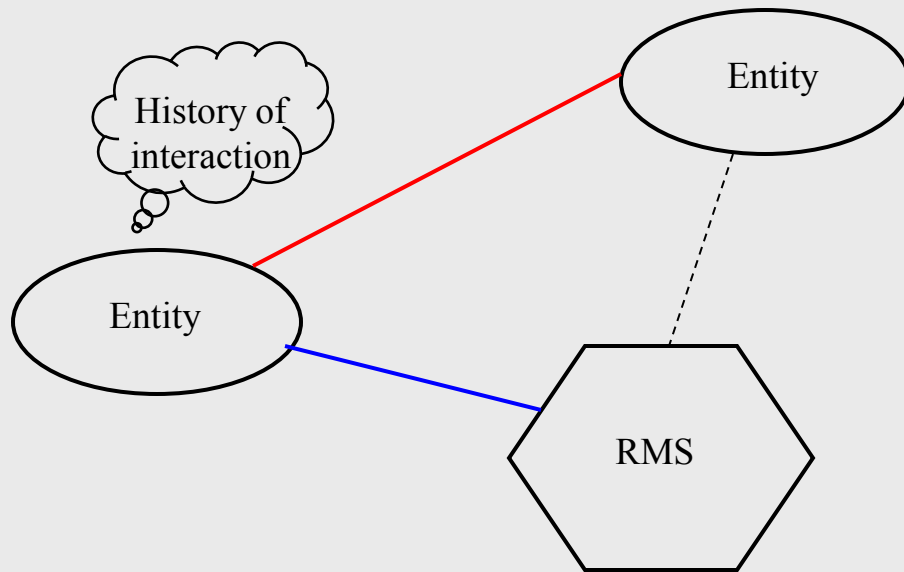 Entity
History of
interaction
Entity
RMS